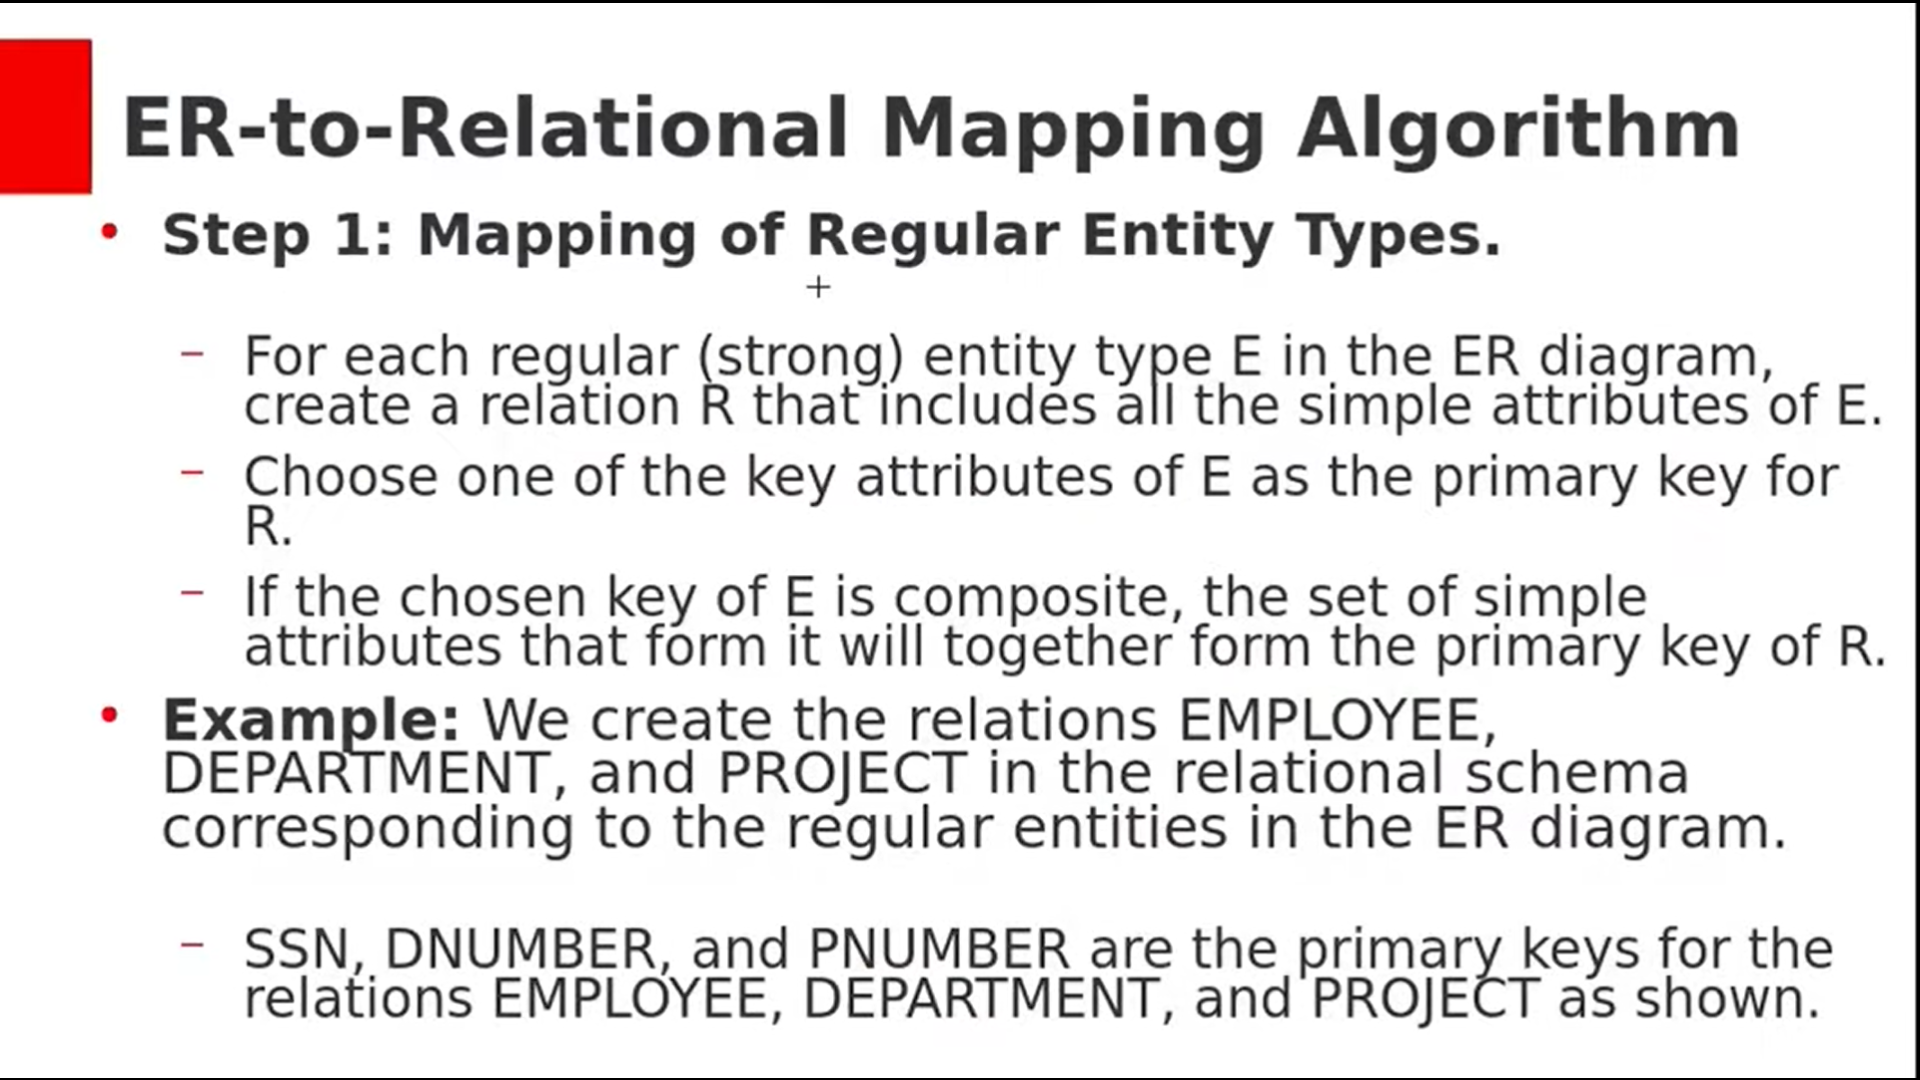 ER-to-Relational Mapping Algorithm
• Step 1: Mapping of Regular Entity Types.
– For each regular (strong) entity type E in the ER diagram,
create a relation R that includes all the simple attributes of E.
– Choose one of the key attributes of E as the primary key for
R.
– If the chosen key of E is composite, the set of simple
attributes that form it will together form the primary key of R.
• Example: We create the relations EMPLOYEE,
DEPARTMENT, and PROJECT in the relational schema
corresponding to the regular entities in the ER diagram.
– SSN, DNUMBER, and PNUMBER are the primary keys for the
relations EMPLOYEE, DEPARTMENT, and PROJECT as shown.